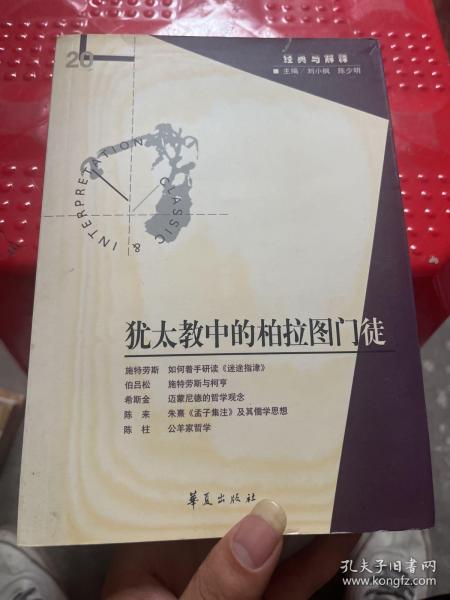 20
经典与解释
■ 主编／刘小枫 陈少明
CLASSIC & INTERPRETATION
犹太教中的柏拉图门徒
施特劳斯 如何着手研读《迷途指津》
伯吕松 施特劳斯与柯亨
希斯金 迈蒙尼德的哲学观念
陈 来 朱熹《孟子集注》及其儒学思想
陈 柱 公羊家哲学
华夏出版社
孔夫子旧书网
www.kongfz.com